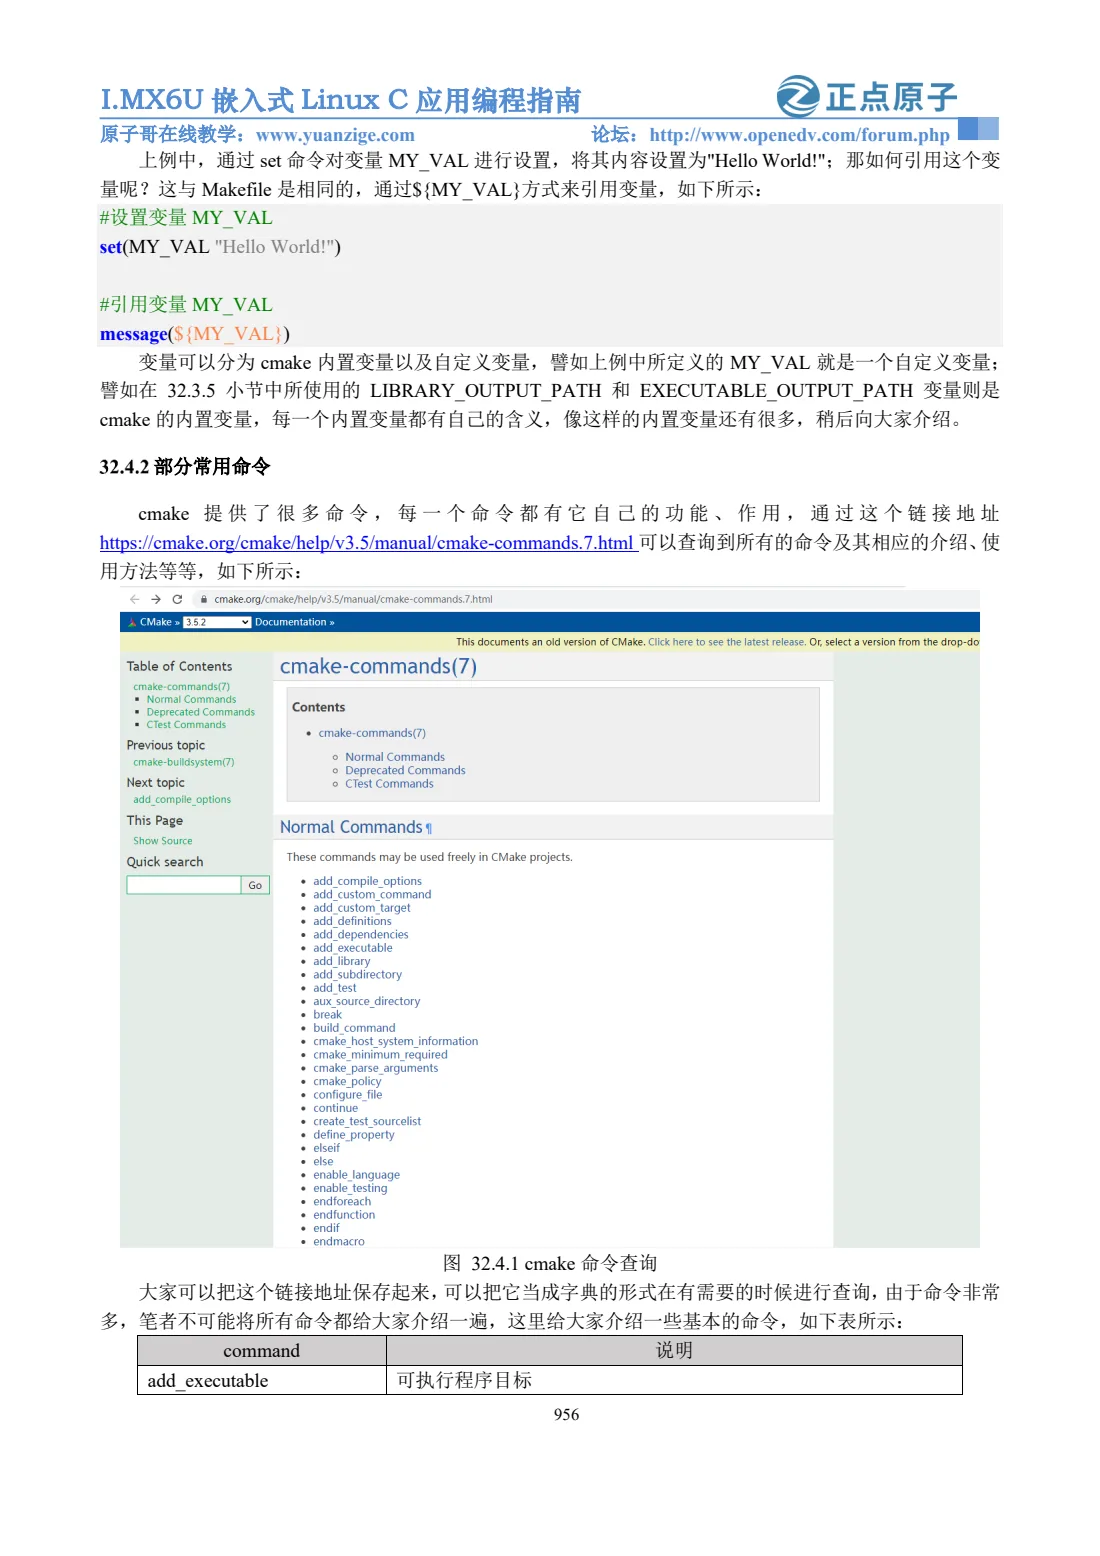 I.MX6U 嵌入式 Linux C 应用编程指南
正点原子
原子哥在线教学：www.yuanzige.com 论坛：http://www.openedv.com/forum.php
上例中，通过 set 命令对变量 MY_VAL 进行设置，将其内容设置为"Hello World!"；那如何引用这个变
量呢？这与 Makefile 是相同的，通过${MY_VAL}方式来引用变量，如下所示：
#设置变量 MY_VAL
set(MY_VAL "Hello World!")
#引用变量 MY_VAL
message(${MY_VAL})
变量可以分为 cmake 内置变量以及自定义变量，譬如上例中所定义的 MY_VAL 就是一个自定义变量；
譬如在 32.3.5 小节中所使用的 LIBRARY_OUTPUT_PATH 和 EXECUTABLE_OUTPUT_PATH 变量则是
cmake 的内置变量，每一个内置变量都有自己的含义，像这样的内置变量还有很多，稍后向大家介绍。
32.4.2 部分常用命令
cmake 提供了很多命令，每一个命令都有它自己的功能、作用，通过这个链接地址
https://cmake.org/cmake/help/v3.5/manual/cmake-commands.7.html 可以查询到所有的命令及其相应的介绍、使
用方法等等，如下所示：
cmake.org/cmake/help/v3.5/manual/cmake-commands.7.html
CMake » 3.5.2 Documentation »
This documents an old version of CMake. Click here to see the latest release. Or, select a version from the drop-do
Table of Contents
cmake-commands(7)
Normal Commands
Deprecated Commands
CTest Commands
Previous topic
cmake-buildsystem(7)
Next topic
add_compile_options
This Page
Show Source
Quick search
Go
cmake-commands(7)
Contents
• cmake-commands(7)
Normal Commands
Deprecated Commands
CTest Commands
Normal Commands¶
These commands may be used freely in CMake projects.
• add_compile_options
• add_custom_command
• add_custom_target
• add_definitions
• add_dependencies
• add_executable
• add_library
• add_subdirectory
• add_test
• aux_source_directory
• break
• build_command
• cmake_host_system_information
• cmake_minimum_required
• cmake_parse_arguments
• cmake_policy
• configure_file
• continue
• create_test_sourcelist
• define_property
• elseif
• else
• enable_language
• enable_testing
• endforeach
• endfunction
• endif
• endmacro
图 32.4.1 cmake 命令查询
大家可以把这个链接地址保存起来，可以把它当成字典的形式在有需要的时候进行查询，由于命令非常
多，笔者不可能将所有命令都给大家介绍一遍，这里给大家介绍一些基本的命令，如下表所示：
command 说明
add_executable 可执行程序目标
956